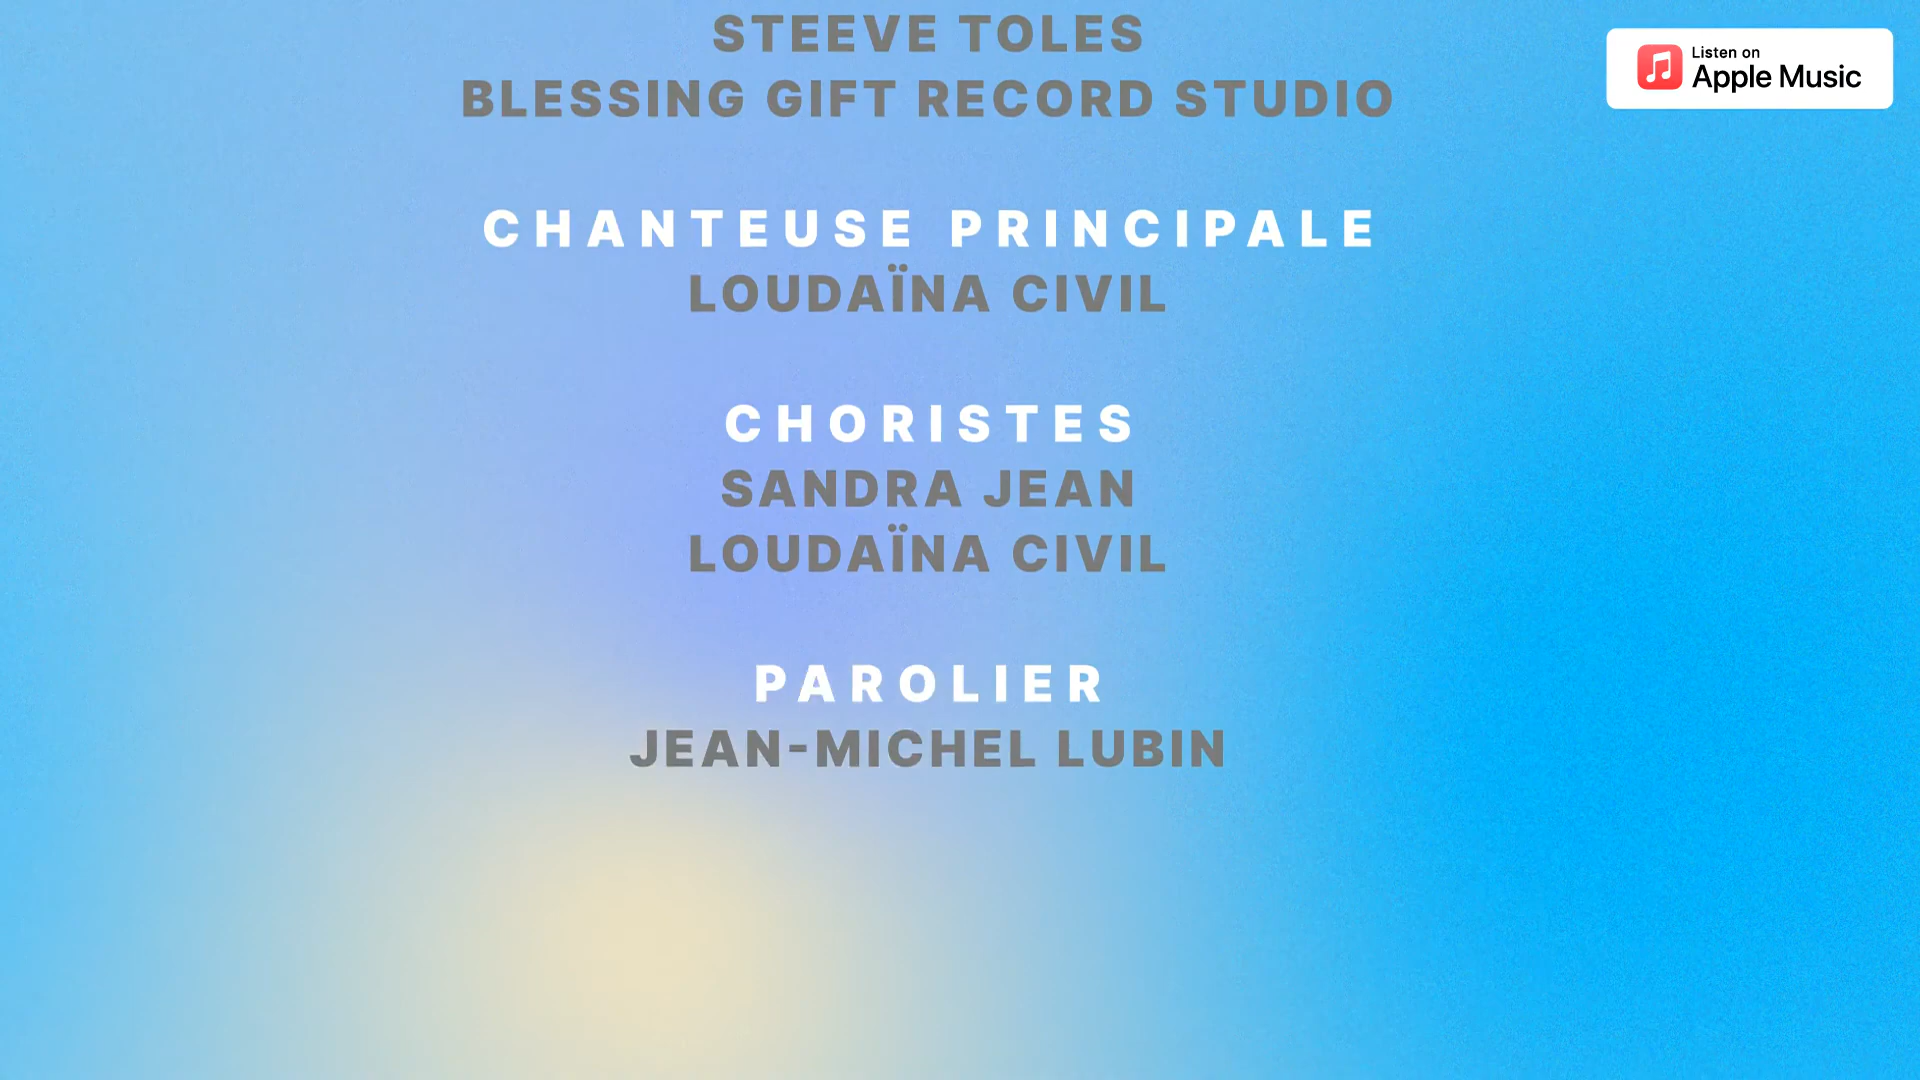 STEEVE TOLES
BLESSING GIFT RECORD STUDIO
Listen on
Apple Music
CHANTEUSE PRINCIPALE
LOUDAÏNA CIVIL
CHORISTES
SANDRA JEAN
LOUDAÏNA CIVIL
PAROLIER
JEAN-MICHEL LUBIN